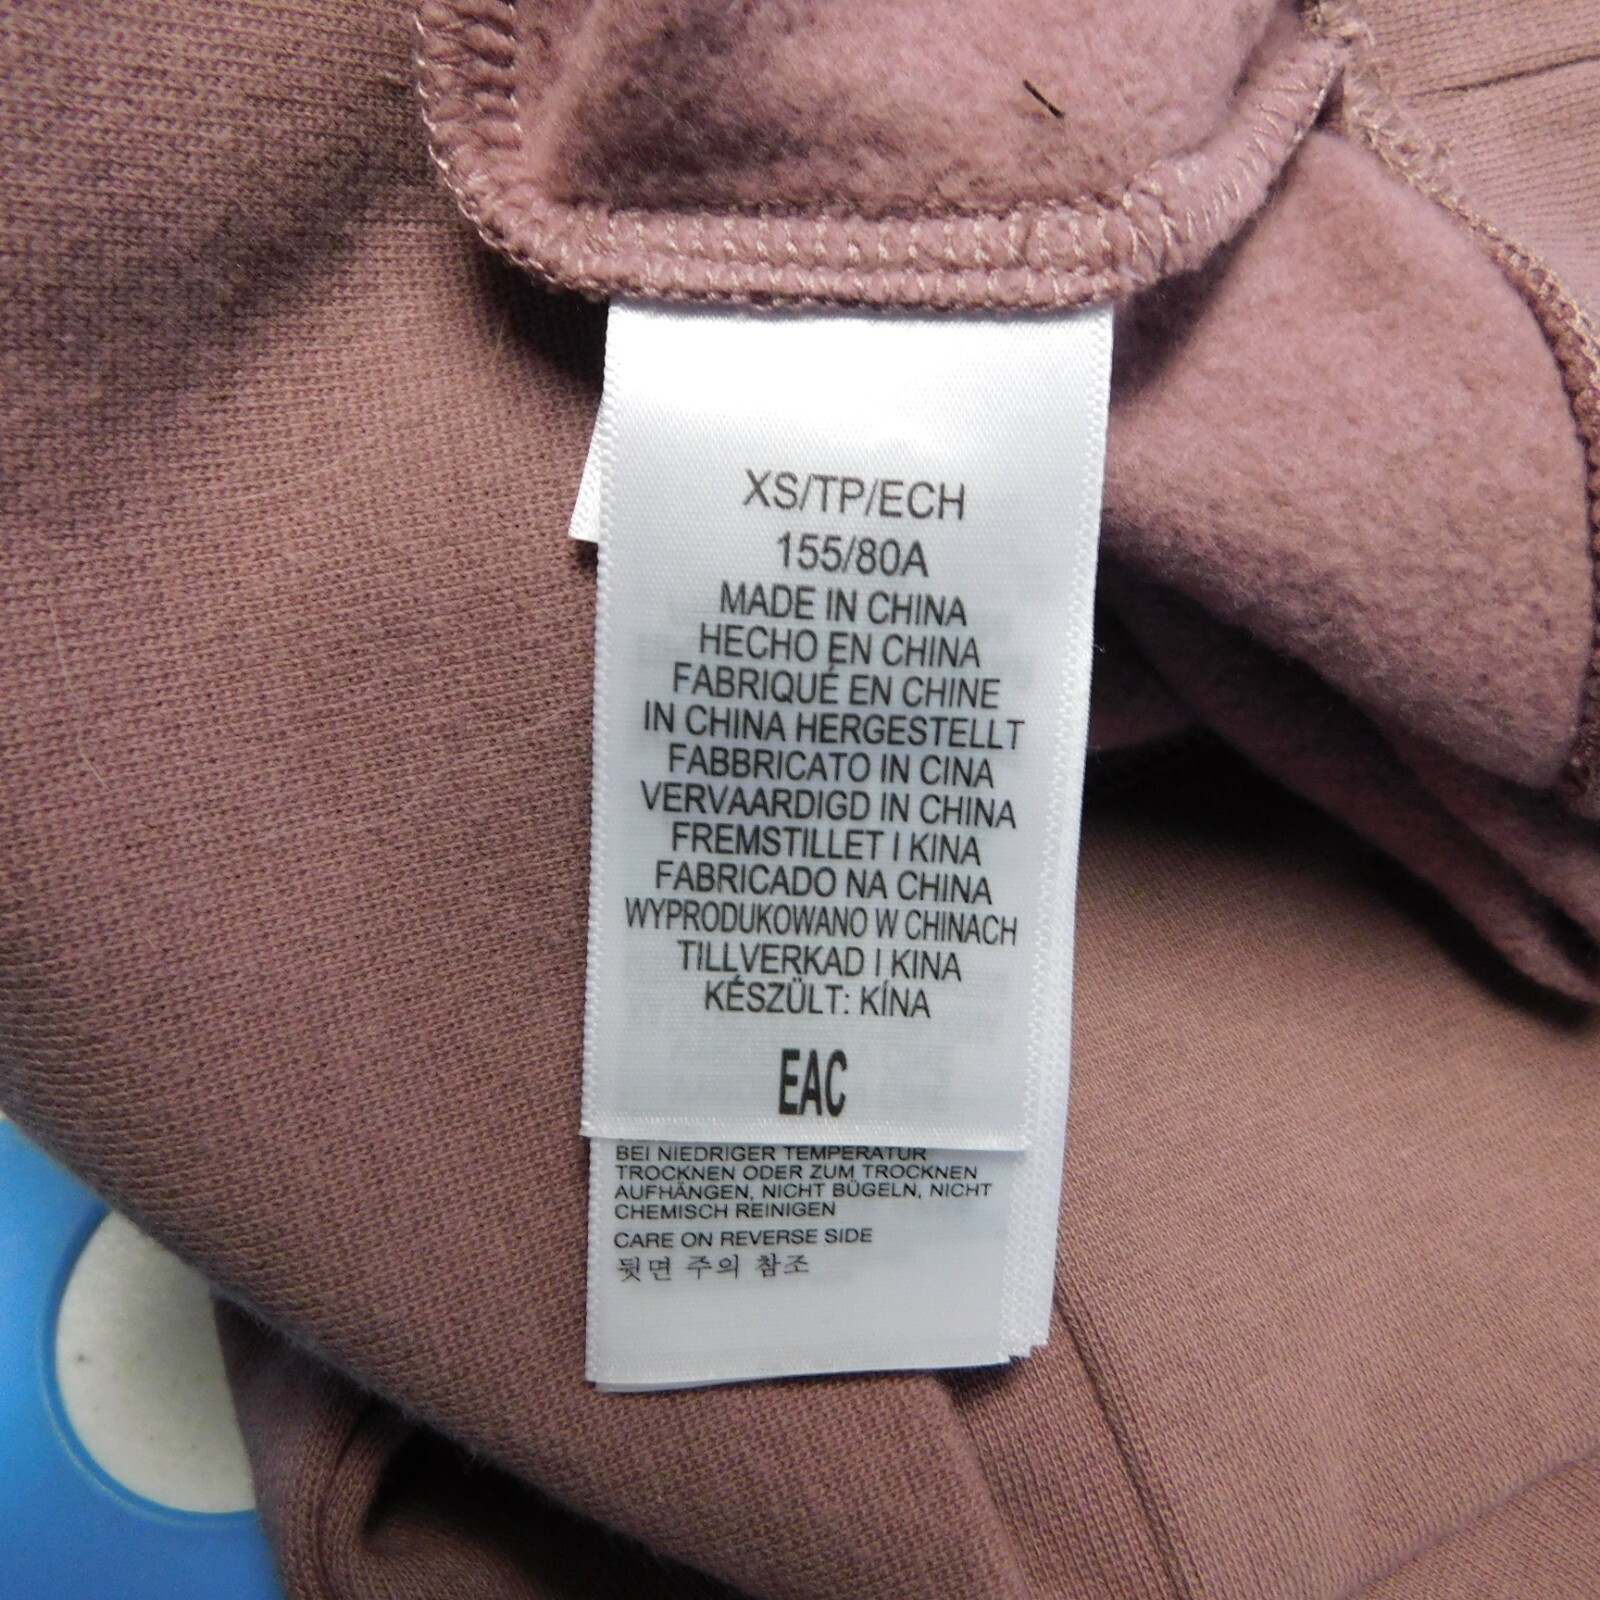 XS/TP/ECH
155/80A
MADE IN CHINA
HECHO EN CHINA
FABRIQUÉ EN CHINE
IN CHINA HERGESTELLT
FABBRICATO IN CINA
VERVAARDIGD IN CHINA
FREMSTILLET I KINA
FABRICADO NA CHINA
WYPRODUKOWANO W CHINACH
TILLVERKAD I KINA
KÉSZÜLT: KÍNA
EAC
BEI NIEDRIGER TEMPERATUR
TROCKNEN ODER ZUM TROCKNEN
AUFHÄNGEN, NICHT BÜGELN, NICHT
CHEMISCH REINIGEN
CARE ON REVERSE SIDE
뒷면 주의 참조